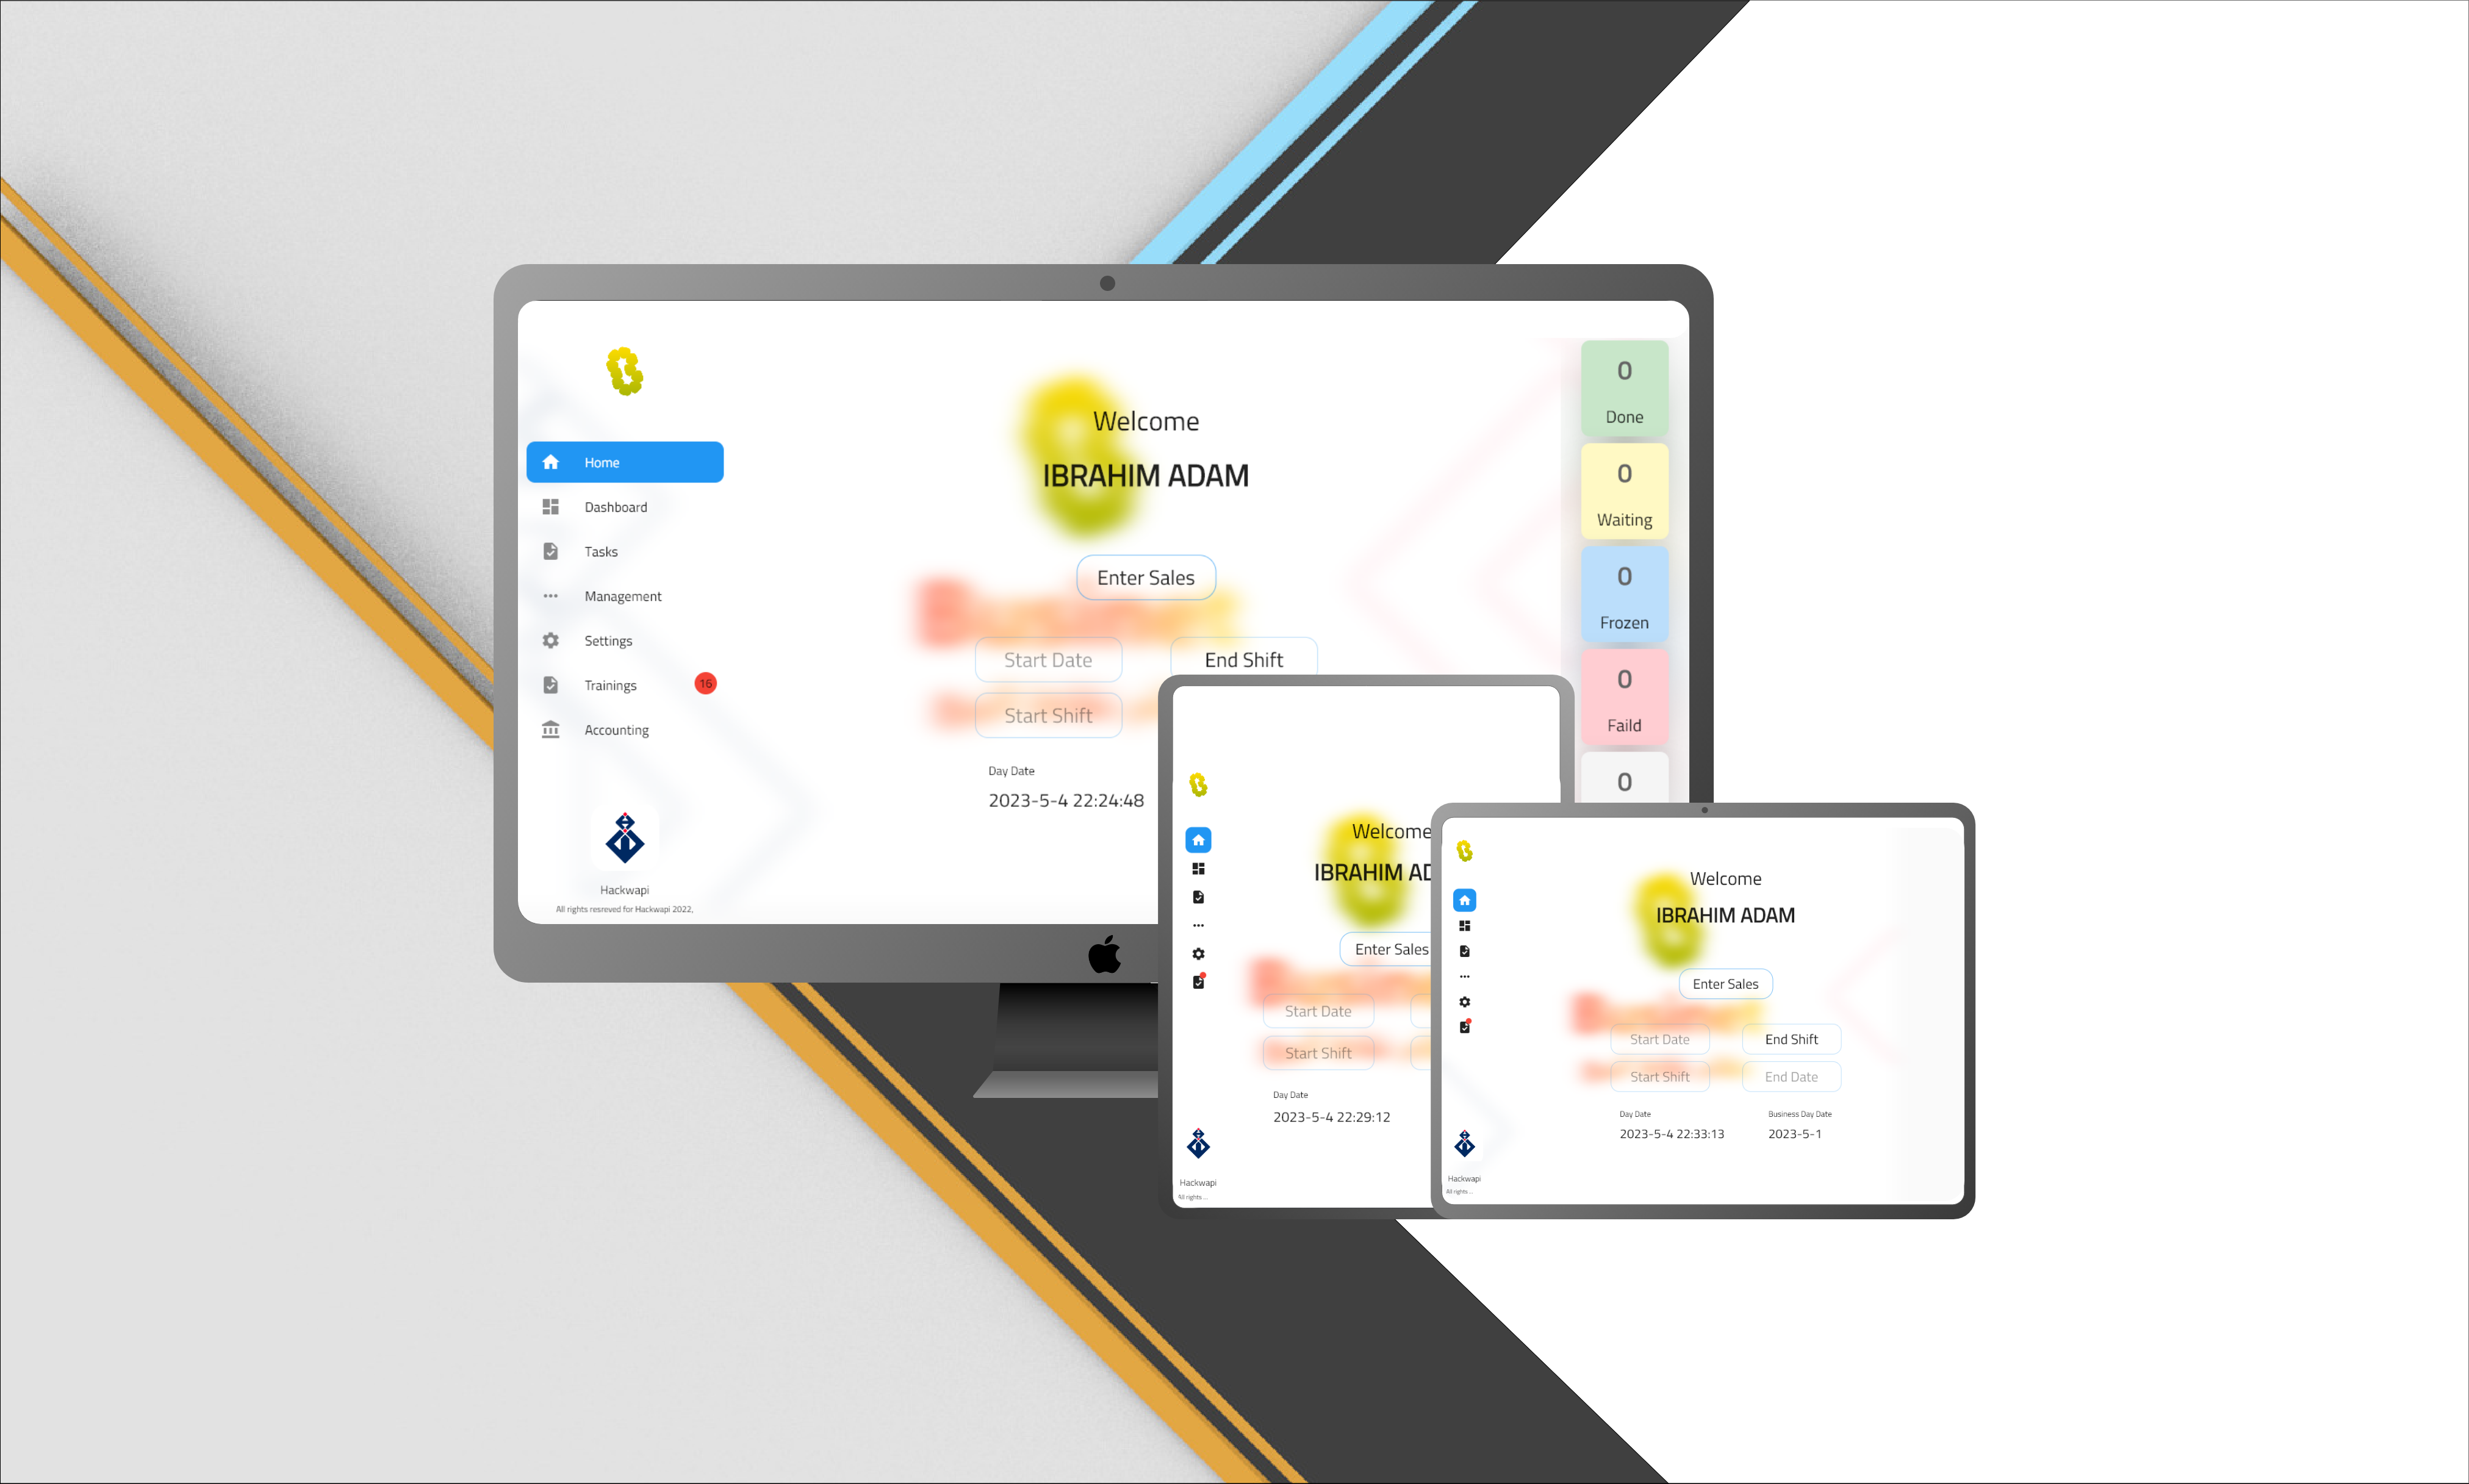 Home
Dashboard
Tasks
Management
Settings
Trainings
16
Accounting
Hackwapi
All rights resreved for Hackwapi 2022,
Welcome
IBRAHIM ADAM
Enter Sales
Start Date
End Shift
Start Shift
Day Date
2023-5-4 22:24:48
0
Done
0
Waiting
0
Frozen
0
Faild
0
Welcome
IBRAHIM AD
Enter Sales
Start Date
Start Shift
Day Date
2023-5-4 22:29:12
Hackwapi
All rights ...
Welcome
IBRAHIM ADAM
Enter Sales
Start Date
End Shift
Start Shift
End Date
Day Date
Business Day Date
2023-5-4 22:33:13
2023-5-1
Hackwapi
All rights ...